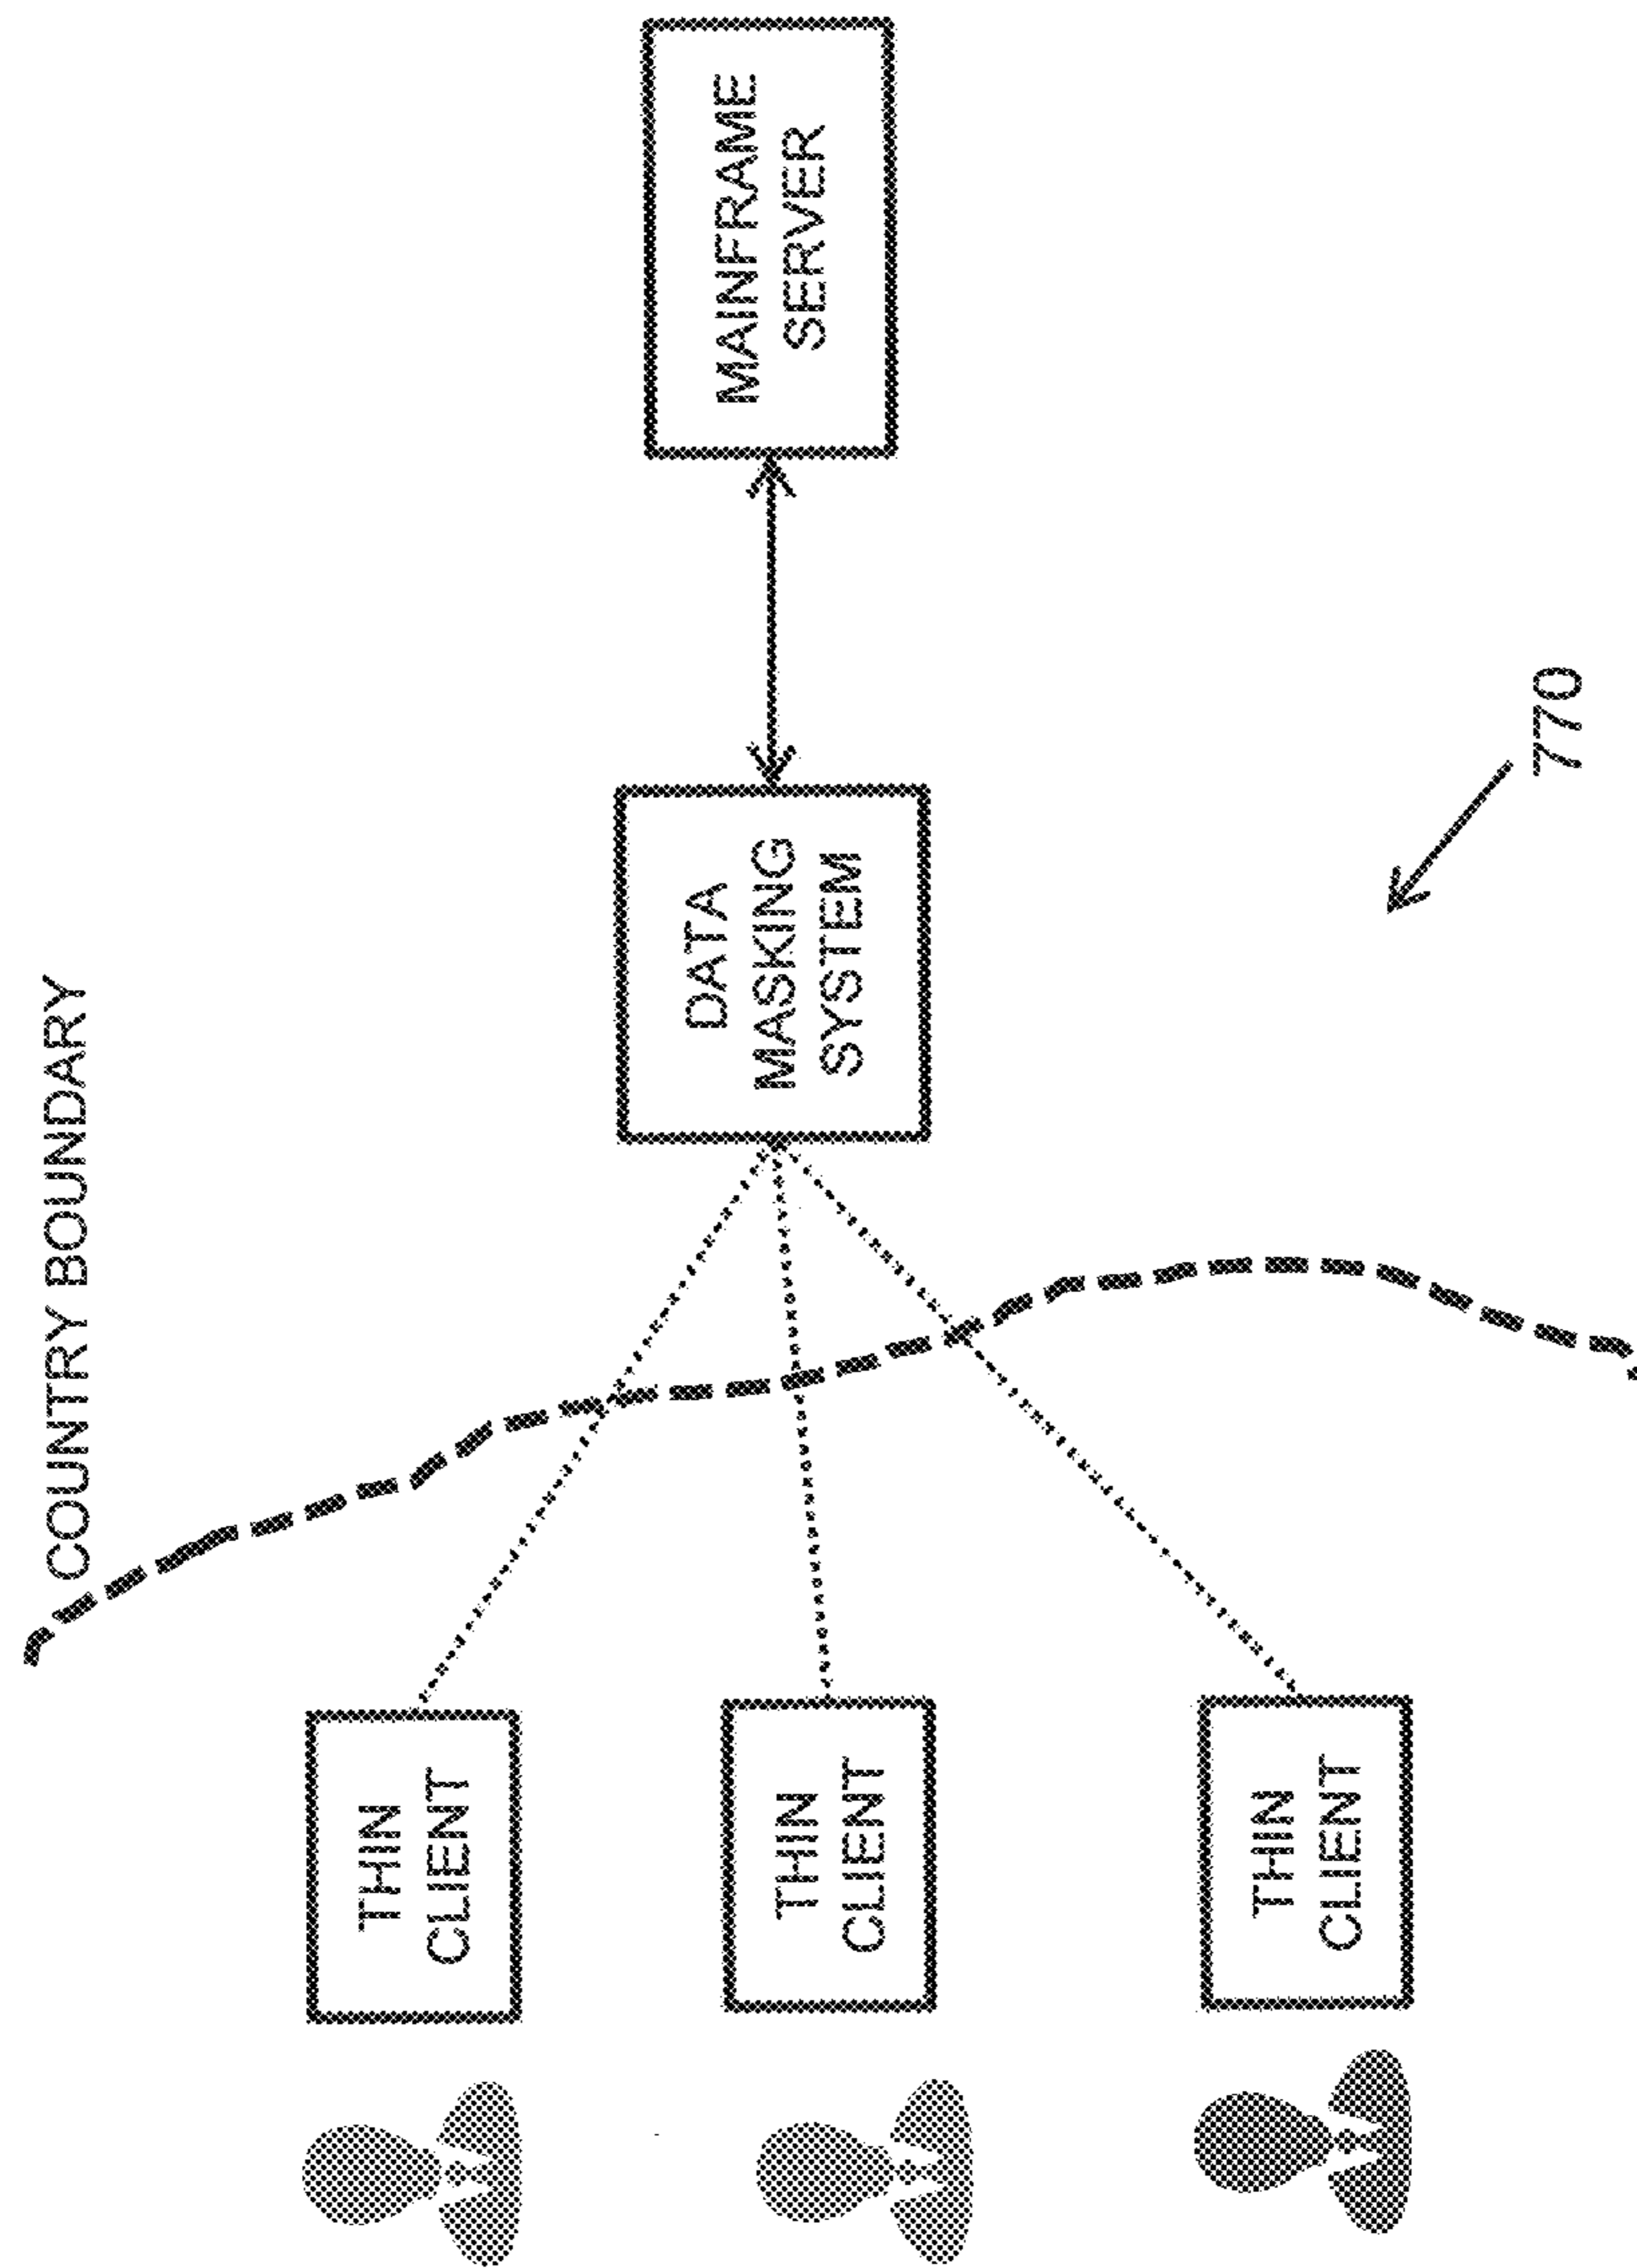 COUNTRY BOUNDARY
THIN
CLIENT
THIN
CLIENT
THIN
CLIENT
DATA
MASKING
SYSTEM
MAINFRAME
SERVER
770